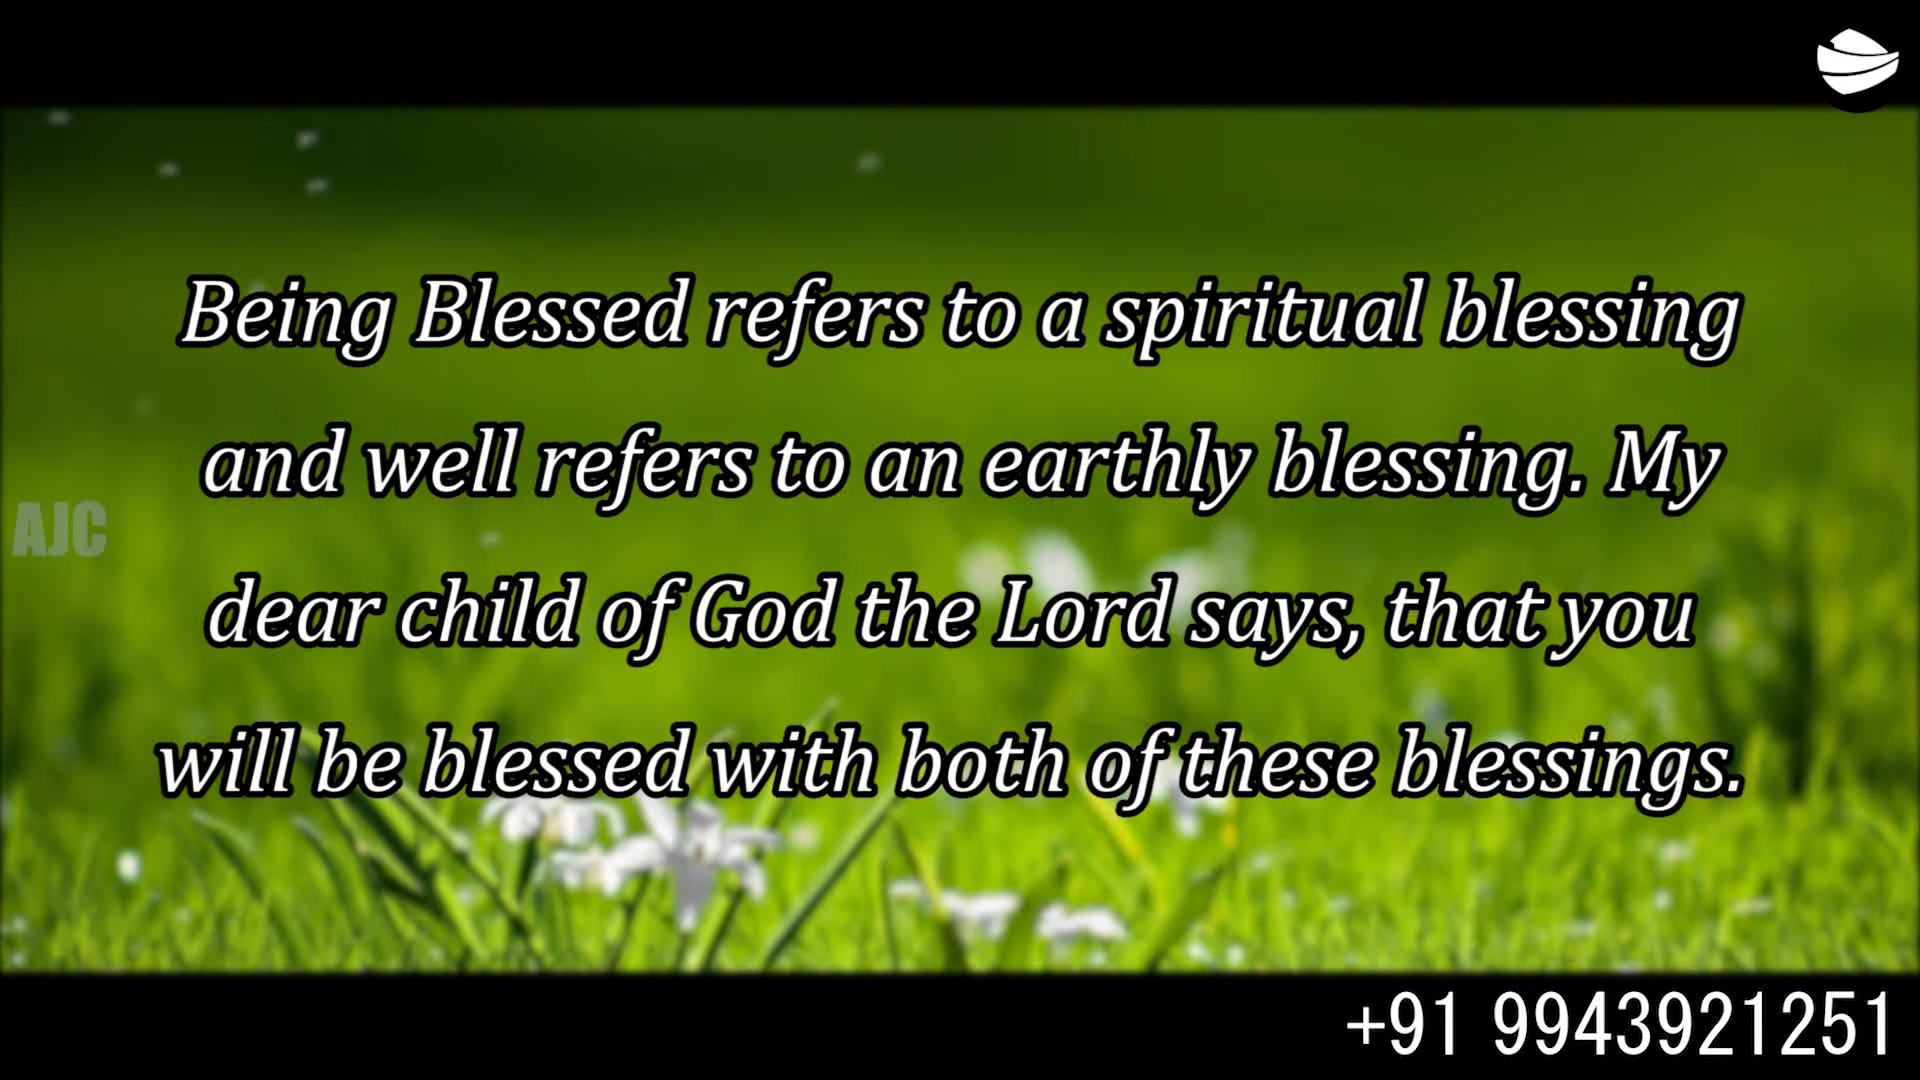 Being Blessed refers to a spiritual blessing
and well refers to an earthly blessing. My
AJC
dear child of God the Lord says, that you
will be blessed with both of these blessings.
+91 9943921251